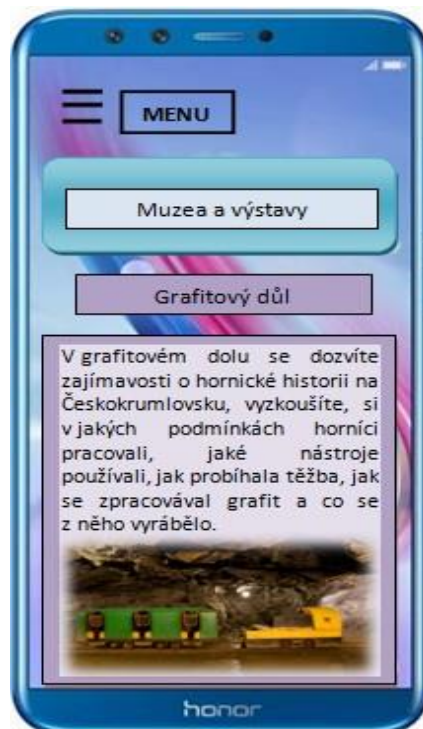 MENU
Muzea a výstavy
Grafitový důl
V grafitovém dolu se dozvíte
zajímavosti o hornické historii na
Českokrumlovsku, vyzkoušíte, si
v jakých podmínkách horníci
pracovali, jaké nástroje
používali, jak probíhala těžba, jak
se zpracovával grafit a co se
z něho vyrábělo.
honor